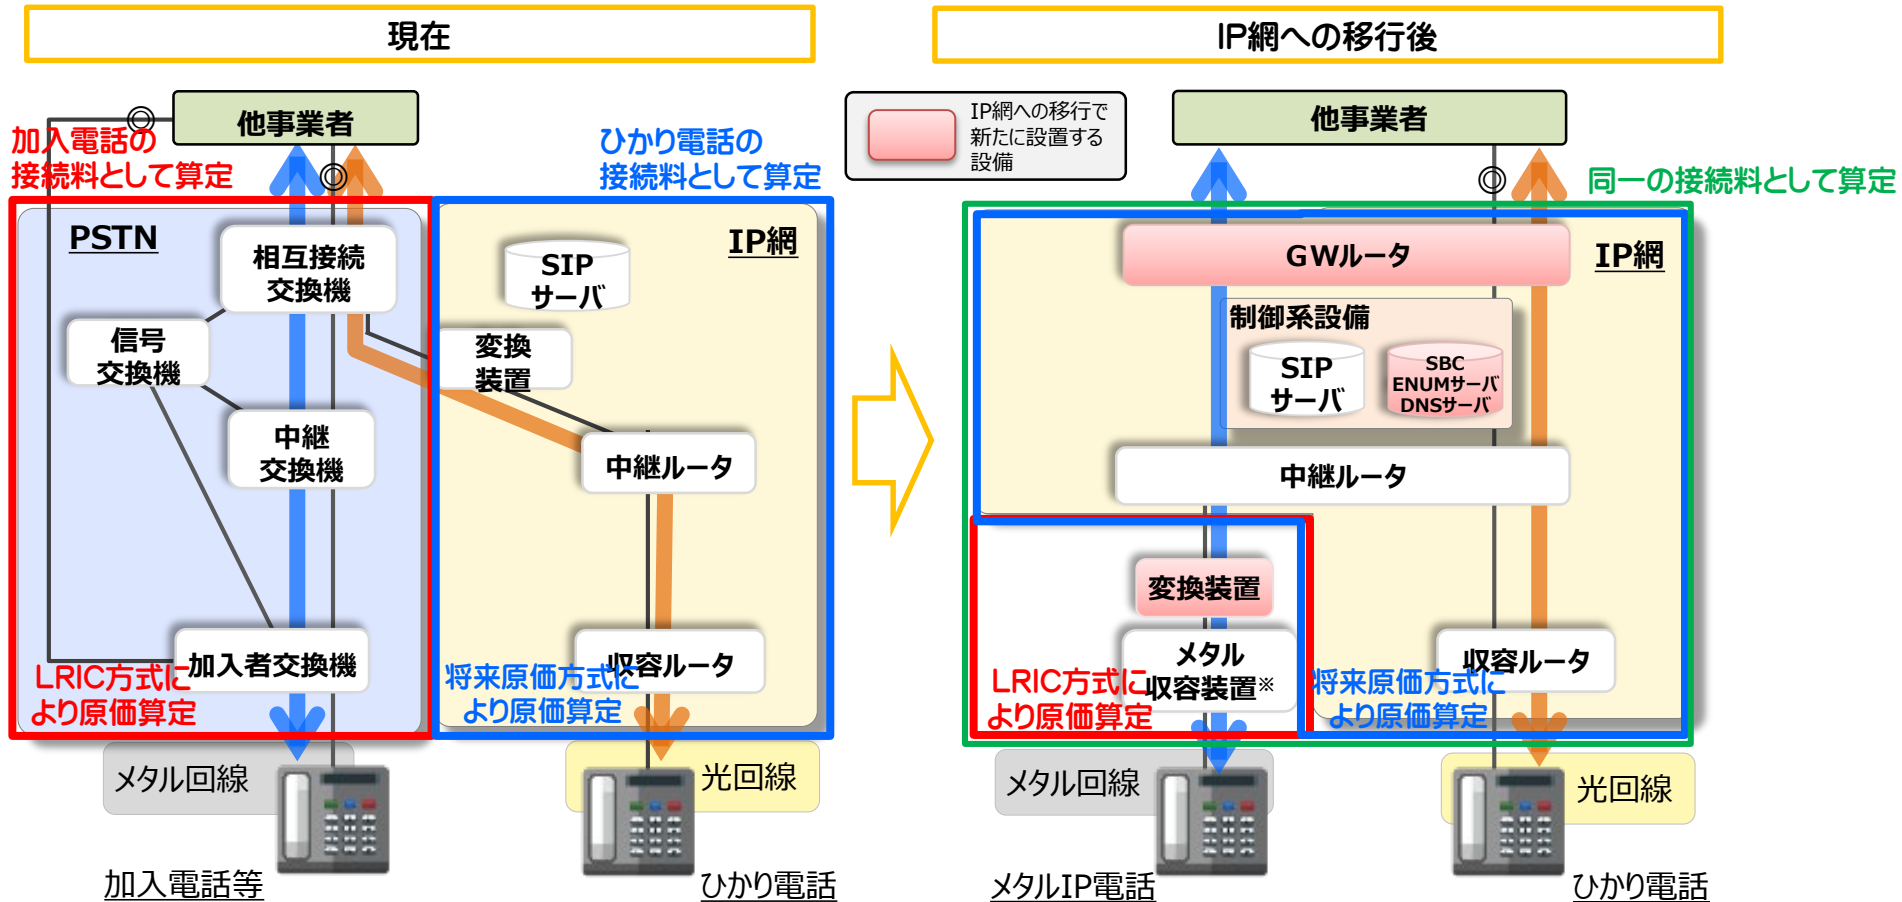 現在
他事業者
加入電話の
接続料として算定
ひかり電話の
接続料として算定
PSTN
相互接続
交換機
信号
交換機
中継
交換機
加入者交換機
LRIC方式に
より原価算定
IP網
SIP
サーバ
変換
装置
中継ルータ
収容ルータ
将来原価方式に
より原価算定
メタル回線
光回線
加入電話等
ひかり電話
IP網への移行後
IP網への移行で
新たに設置する
設備
他事業者
同一の接続料として算定
GWルータ
IP網
制御系設備
SIP
サーバ
SBC
ENUMサーバ
DNSサーバ
中継ルータ
変換装置
メタル
収容装置※
収容ルータ
LRIC方式に
より原価算定
将来原価方式に
より原価算定
メタル回線
光回線
メタルIP電話
ひかり電話